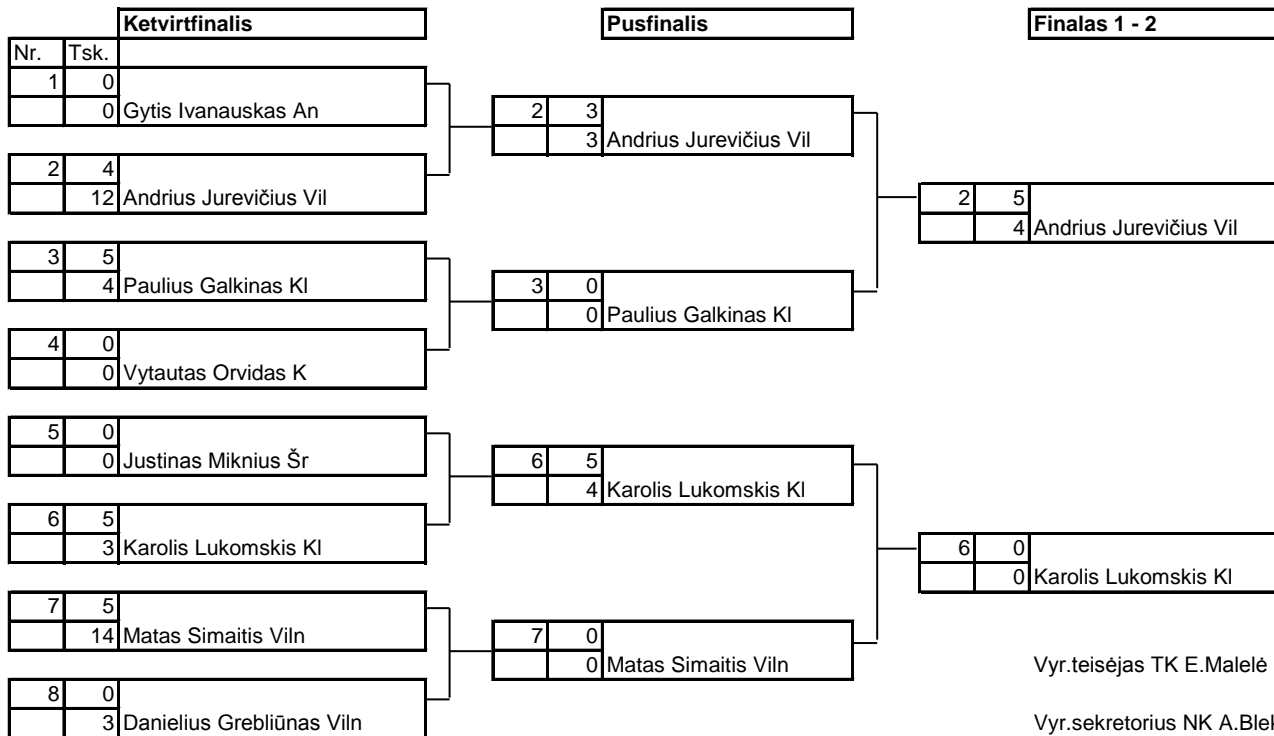 Ketvirtfinalis Pusfinalis Finalas 1 - 2
Nr. Tsk.
1 0
0 Gytis Ivanauskas An
2 3
3 Andrius Jurevičius Vil
2 4
12 Andrius Jurevičius Vil
2 5
4 Andrius Jurevičius Vil
3 5
4 Paulius Galkinas Kl
3 0
0 Paulius Galkinas Kl
4 0
0 Vytautas Orvidas K
5 0
0 Justinas Miknius Šr
6 5
4 Karolis Lukomskis Kl
6 5
3 Karolis Lukomskis Kl
6 0
0 Karolis Lukomskis Kl
7 5
14 Matas Simaitis Viln
7 0
0 Matas Simaitis Viln
Vyr.teisėjas TK E.Malelė
8 0
3 Danielius Grebliūnas Viln
Vyr.sekretorius NK A.Blek